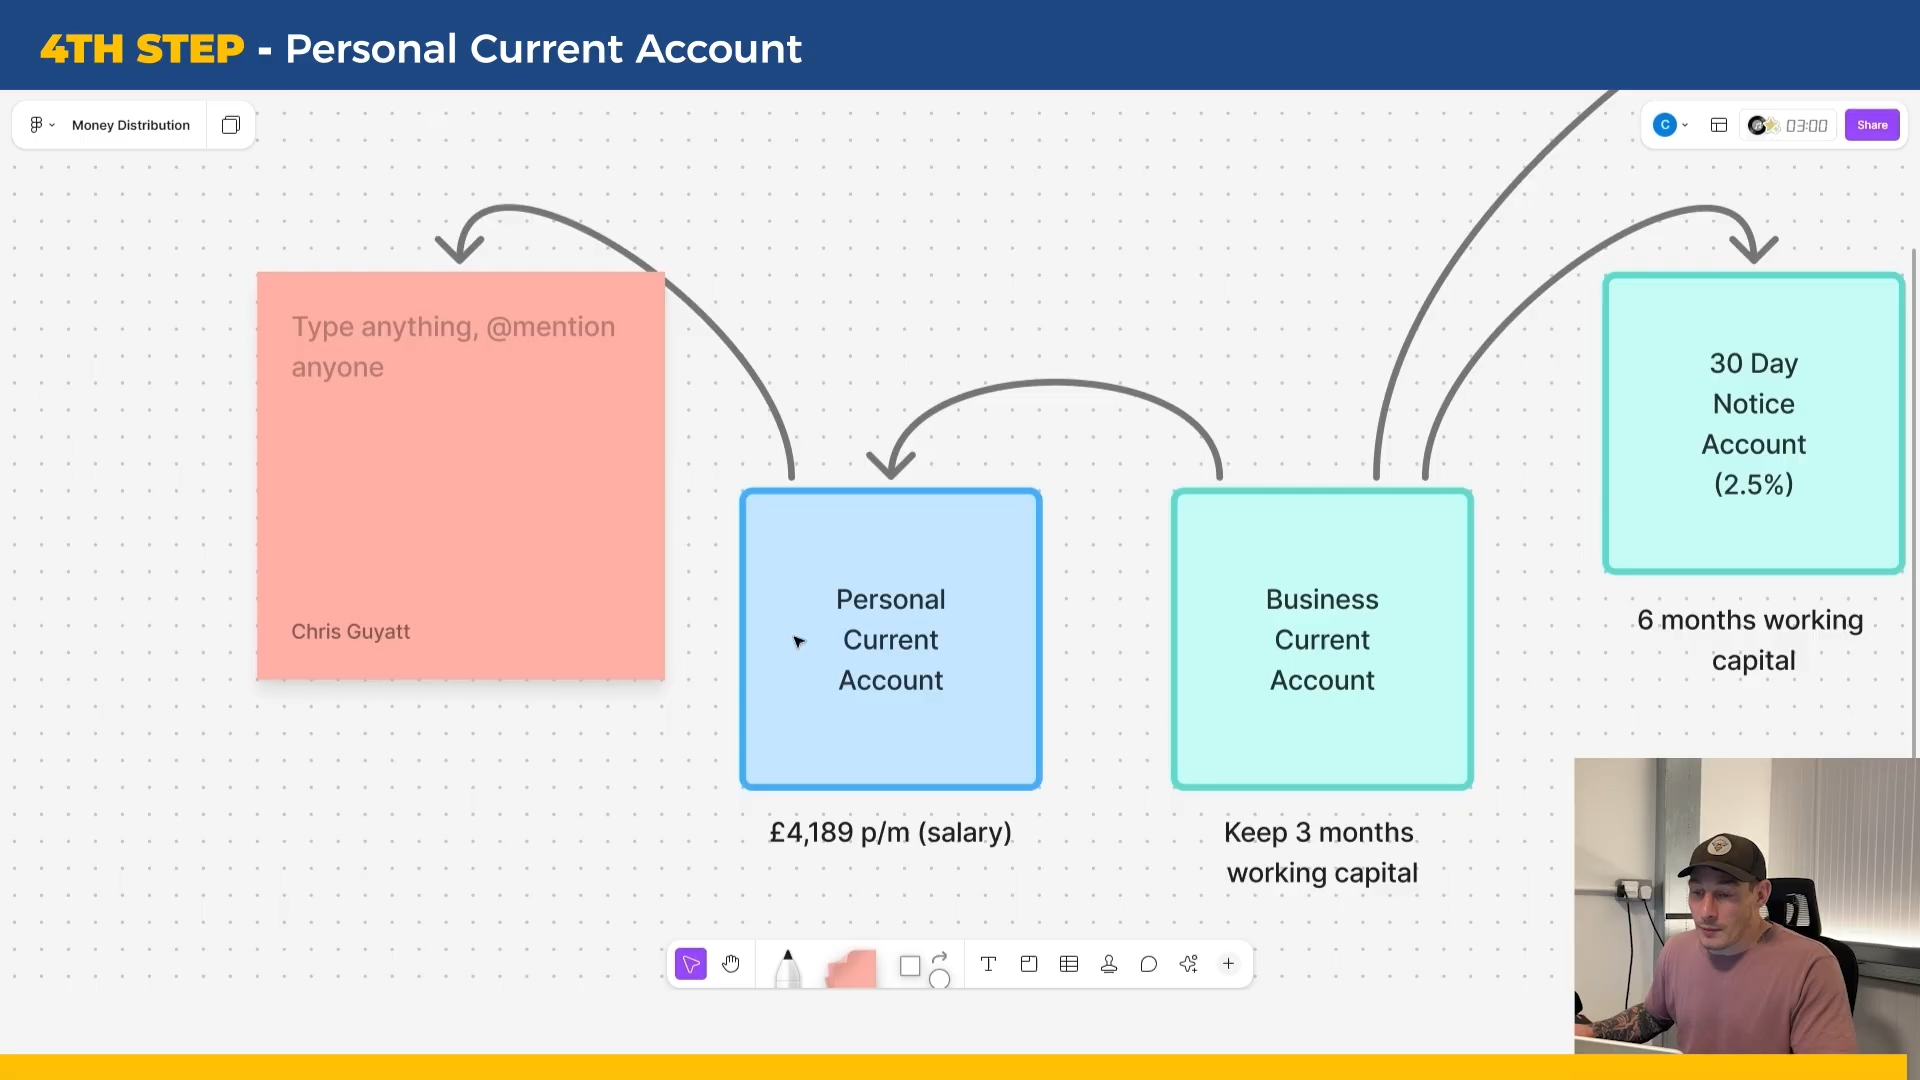 4TH STEP - Personal Current Account
Money Distribution
C
03:00
Share
Type anything, @mention
anyone
Chris Guyatt
Personal
Current
Account
£4,189 p/m (salary)
Business
Current
Account
Keep 3 months
working capital
30 Day
Notice
Account
(2.5%)
6 months working
capital
T